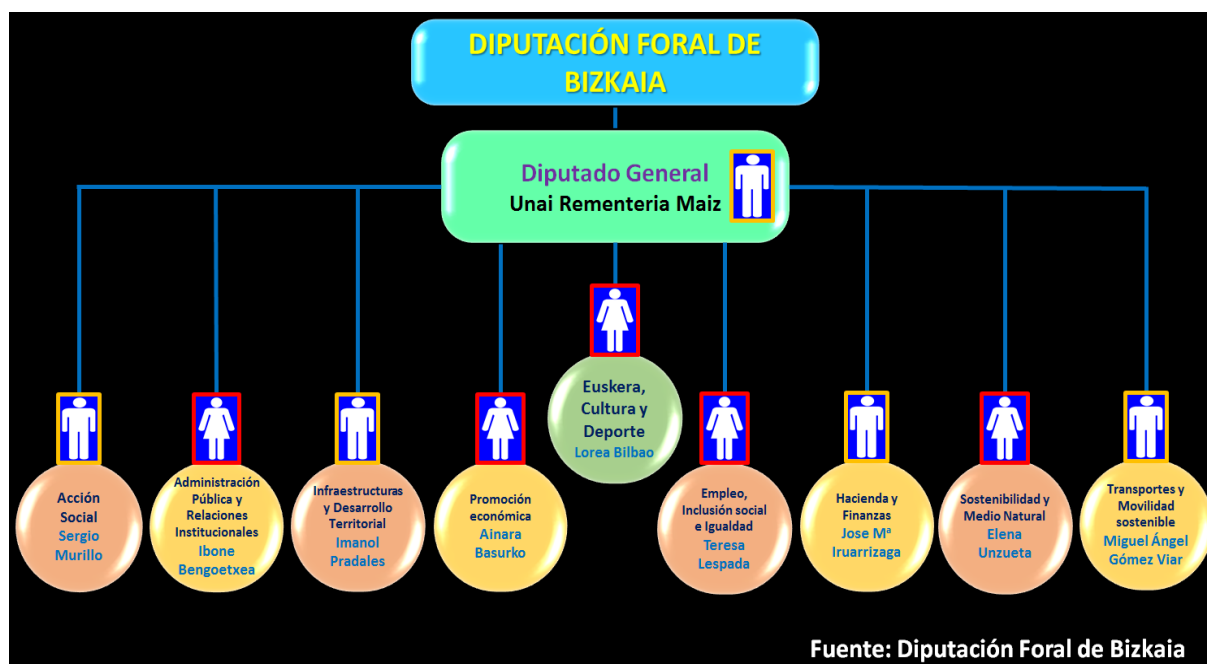 DIPUTACIÓN FORAL DE
BIZKAIA
Diputado General
Unai Rementeria Maiz
Euskera,
Cultura y
Deporte
Lorea Bilbao
Acción
Social
Sergio
Murillo
Administración
Pública y
Relaciones
Institucionales
Ibone
Bengoetxea
Infraestructuras
y Desarrollo
Territorial
Imanol
Pradales
Promoción
económica
Ainara
Basurko
Empleo,
Inclusión social
e Igualdad
Teresa
Lespada
Hacienda y
Finanzas
Jose Mª
Iruarrizaga
Sostenibilidad y
Medio Natural
Elena
Unzueta
Transportes y
Movilidad
sostenible
Miguel Ángel
Gómez Viar
Fuente: Diputación Foral de Bizkaia